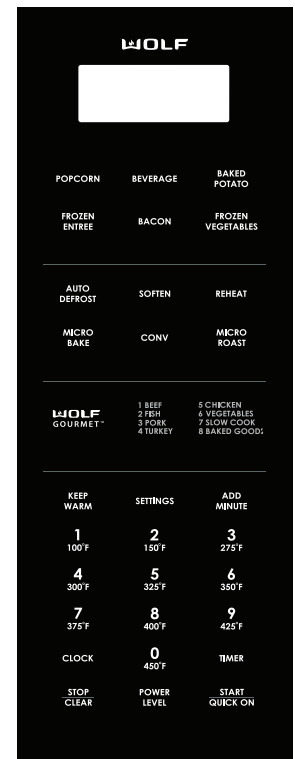 WOLF
POPCORN BEVERAGE BAKED
POTATO
FROZEN
ENTREE BACON FROZEN
VEGETABLES
AUTO
DEFROST SOFTEN REHEAT
MICRO
BAKE CONV MICRO
ROAST
WOLF
GOURMET™
1 BEEF
2 FISH
3 PORK
4 TURKEY
5 CHICKEN
6 VEGETABLES
7 SLOW COOK
8 BAKED GOODS
KEEP
WARM SETTINGS ADD
MINUTE
1 2 3
100°F 150°F 275°F
4 5 6
300°F 325°F 350°F
7 8 9
375°F 400°F 425°F
CLOCK 0 TIMER
450°F
STOP
CLEAR
POWER
LEVEL
START
QUICK ON